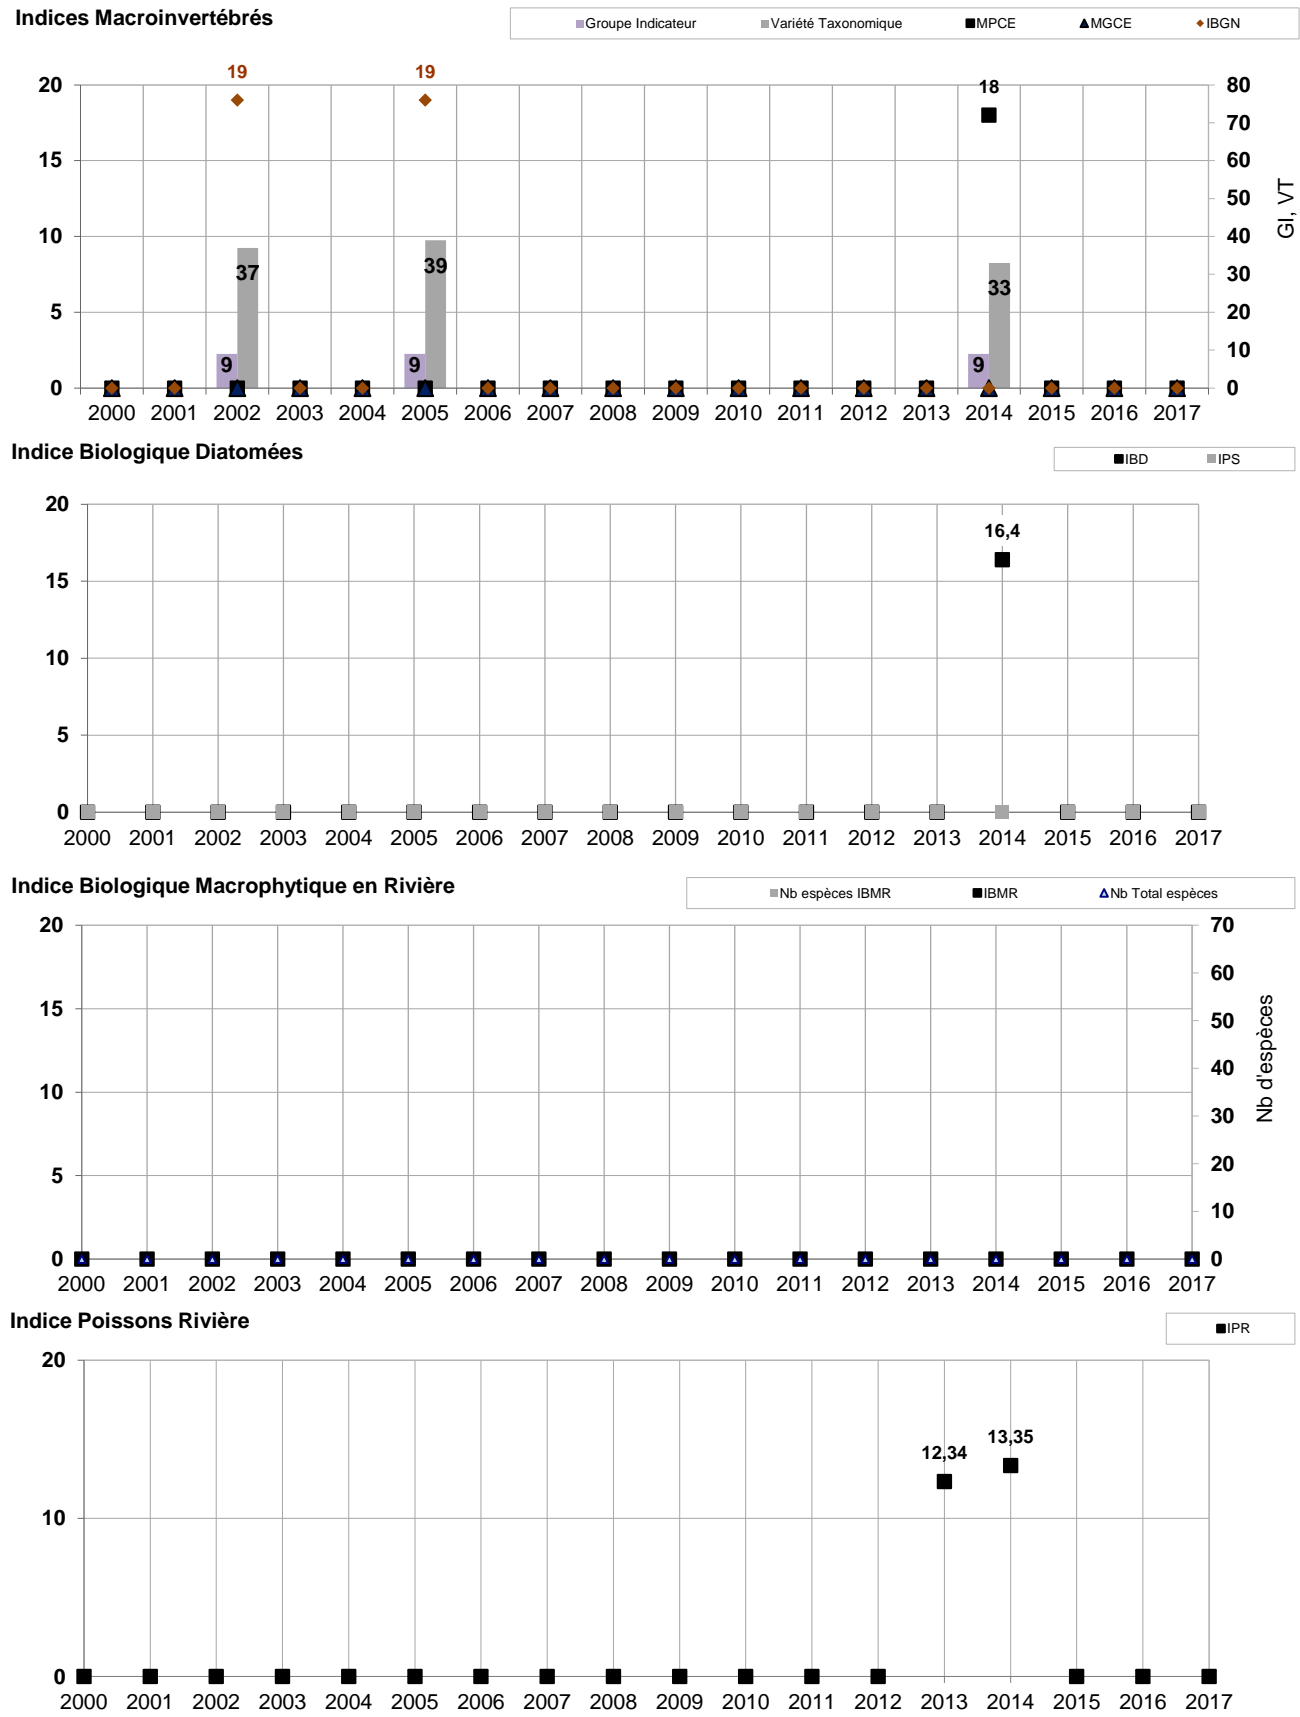 Indices Macroinvertébrés
Groupe Indicateur Variété Taxonomique MPCE MGCE IBGN
19 19 18
20 80
70
15 60
50
10 40
37 39 33
30
5 20
9 9 9
10
0 0
2000 2001 2002 2003 2004 2005 2006 2007 2008 2009 2010 2011 2012 2013 2014 2015 2016 2017
GI, VT
Indice Biologique Diatomées
IBD IPS
20
16,4
15
10
5
0
2000 2001 2002 2003 2004 2005 2006 2007 2008 2009 2010 2011 2012 2013 2014 2015 2016 2017
Indice Biologique Macrophytique en Rivière
Nb espèces IBMR IBMR Nb Total espèces
20 70
60
15
50
10 40
30
5 20
10
0 0
2000 2001 2002 2003 2004 2005 2006 2007 2008 2009 2010 2011 2012 2013 2014 2015 2016 2017
Nb d'espèces
Indice Poissons Rivière
IPR
20
12,34 13,35
10
0
2000 2001 2002 2003 2004 2005 2006 2007 2008 2009 2010 2011 2012 2013 2014 2015 2016 2017